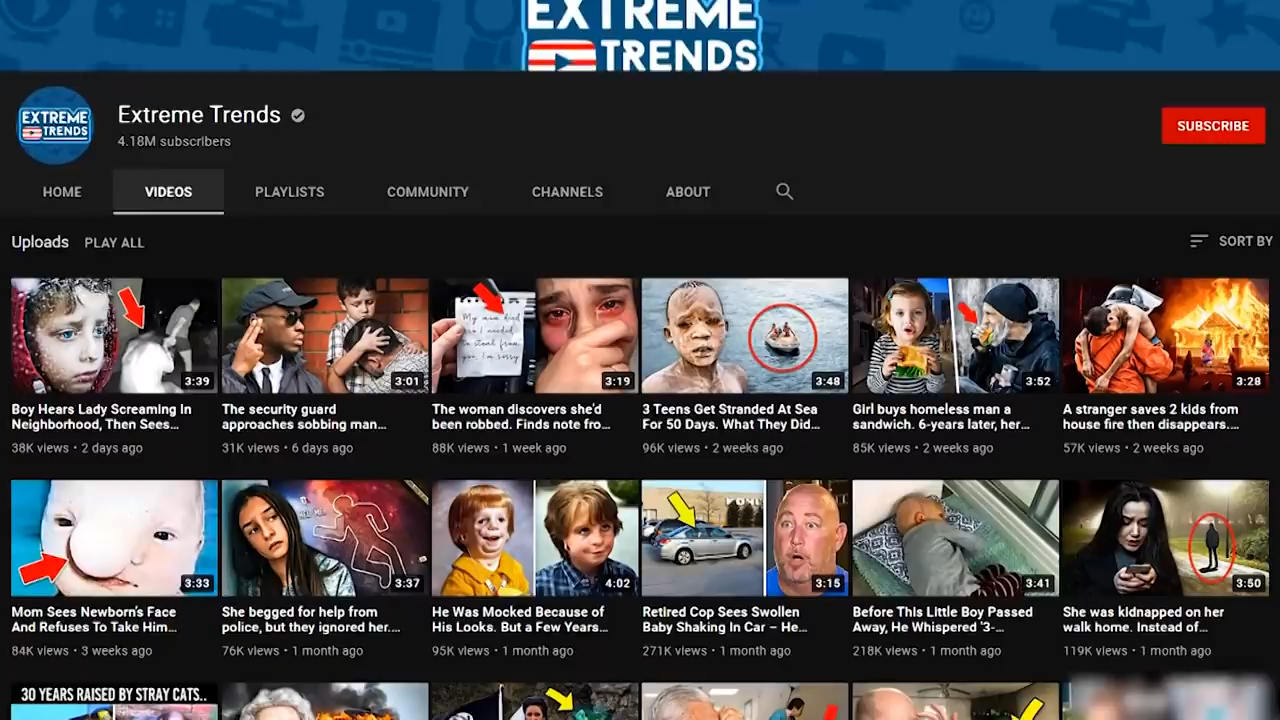 EXTREME
TRENDS
EXTREME
TRENDS
Extreme Trends
4.18M subscribers
SUBSCRIBE
HOME
VIDEOS
PLAYLISTS
COMMUNITY
CHANNELS
ABOUT
Uploads
PLAY ALL
SORT BY
3:39
3:01
My mom died
and I needed
to steal from
you, I'm sorry
3:19
3:48
3:52
3:28
Boy Hears Lady Screaming In
Neighborhood, Then Sees...
38K views • 2 days ago
The security guard
approaches sobbing man...
31K views • 6 days ago
The woman discovers she'd
been robbed. Finds note fro...
88K views • 1 week ago
3 Teens Get Stranded At Sea
For 50 Days. What They Did...
96K views • 2 weeks ago
Girl buys homeless man a
sandwich. 6-years later, her...
85K views • 2 weeks ago
A stranger saves 2 kids from
house fire then disappears....
57K views • 2 weeks ago
3:33
3:37
4:02
3:15
3:41
3:50
Mom Sees Newborn's Face
And Refuses To Take Him...
84K views • 3 weeks ago
She begged for help from
police, but they ignored her....
76K views • 1 month ago
He Was Mocked Because of
His Looks. But a Few Years...
95K views • 1 month ago
Retired Cop Sees Swollen
Baby Shaking In Car – He...
271K views • 1 month ago
Before This Little Boy Passed
Away, He Whispered '3-...
218K views • 1 month ago
She was kidnapped on her
walk home. Instead of...
119K views • 1 month ago
30 YEARS RAISED BY STRAY CATS..